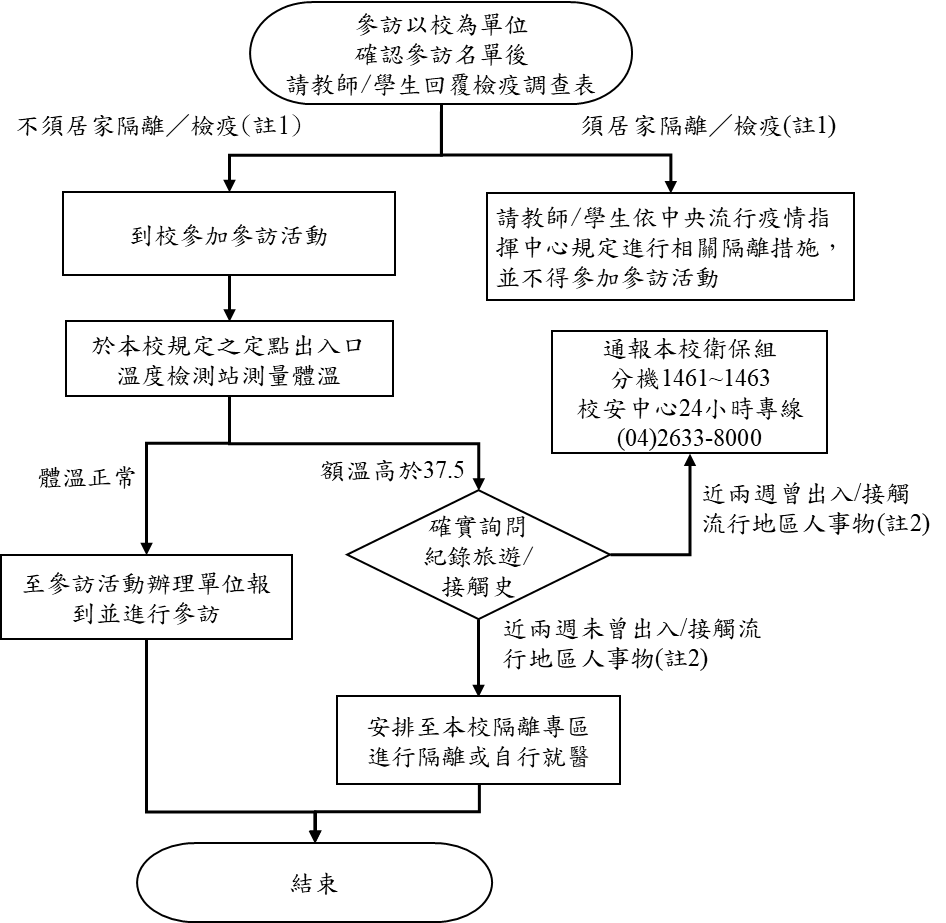 參訪以校為單位
確認參訪名單後
請教師/學生回覆檢疫調查表
不須居家隔離／檢疫(註1)
須居家隔離／檢疫(註1)
到校參加參訪活動
請教師/學生依中央流行疫情指
揮中心規定進行相關隔離措施，
並不得參加參訪活動
於本校規定之定點出入口
溫度檢測站測量體溫
通報本校衛保組
分機1461~1463
校安中心24小時專線
(04)2633-8000
體溫正常
額溫高於37.5
近兩週曾出入/接觸
流行地區人事物(註2)
確實詢問
紀錄旅遊/
接觸史
至參訪活動辦理單位報
到並進行參訪
近兩週未曾出入/接觸流
行地區人事物(註2)
安排至本校隔離專區
進行隔離或自行就醫
結束